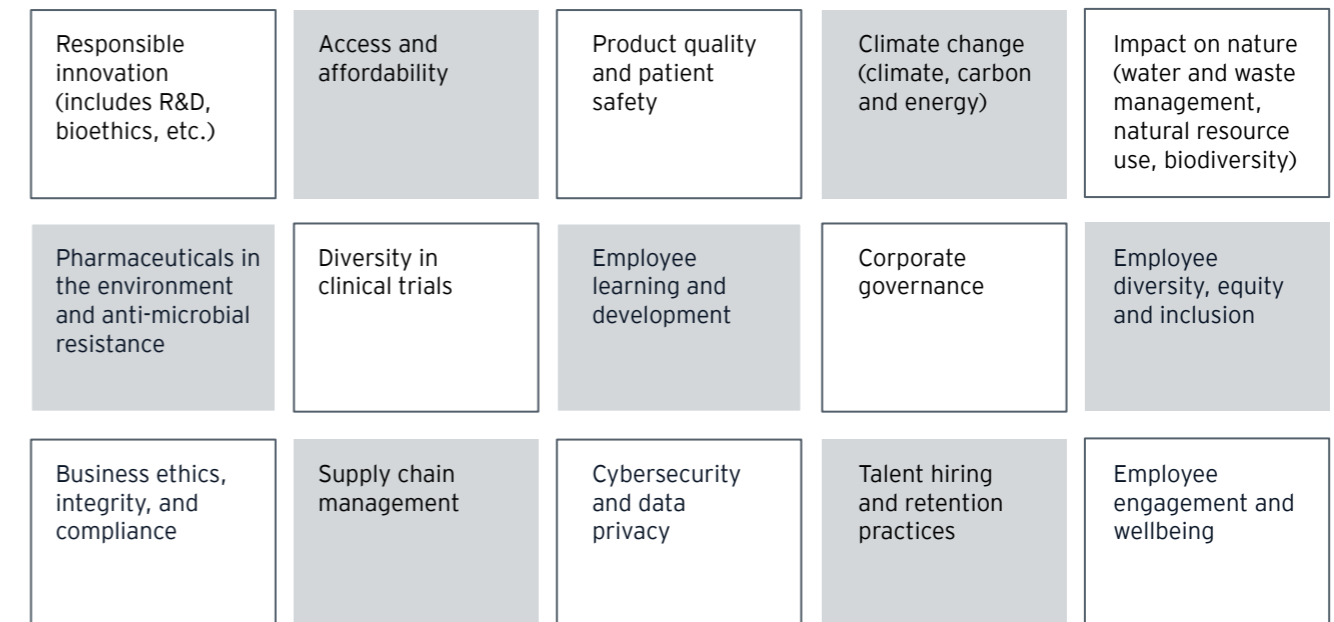 Responsible
innovation
(includes R&D,
bioethics, etc.)
Access and
affordability
Product quality
and patient
safety
Climate change
(climate, carbon
and energy)
Impact on nature
(water and waste
management,
natural resource
use, biodiversity)
Pharmaceuticals in
the environment
and anti-microbial
resistance
Diversity in
clinical trials
Employee
learning and
development
Corporate
governance
Employee
diversity, equity
and inclusion
Business ethics,
integrity, and
compliance
Supply chain
management
Cybersecurity
and data
privacy
Talent hiring
and retention
practices
Employee
engagement and
wellbeing